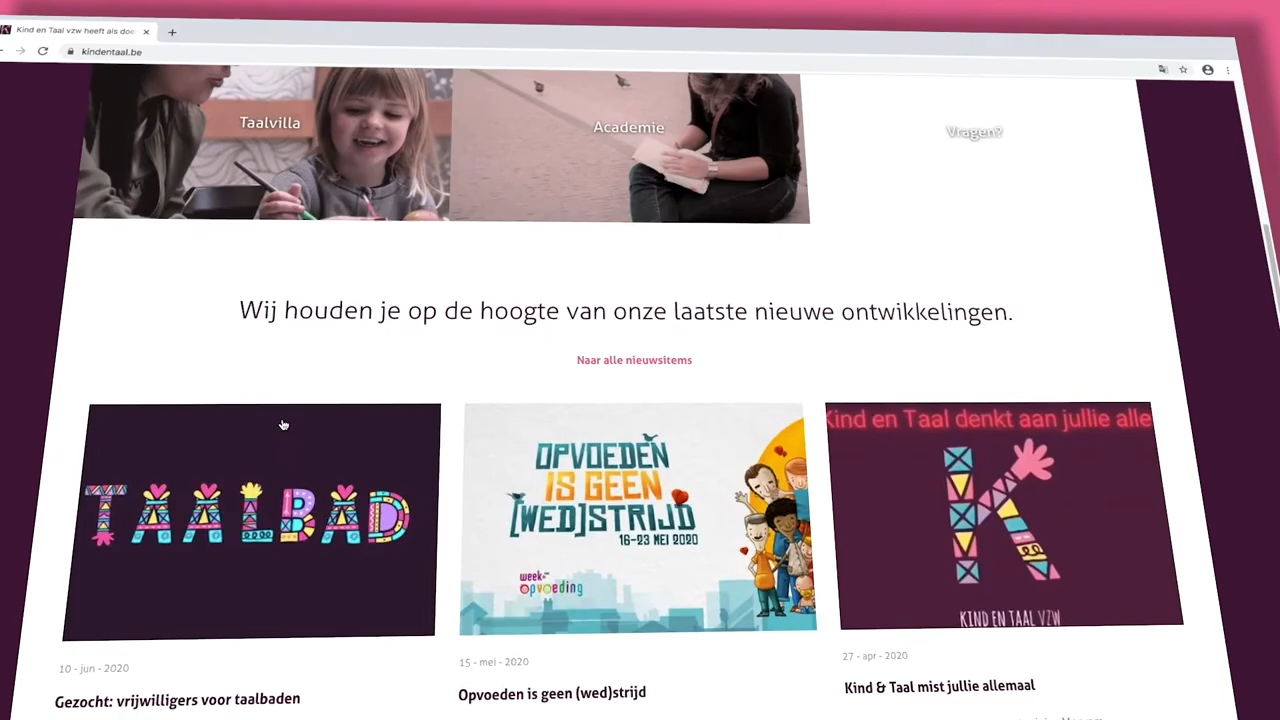 Kind en Taal vzw heeft als doe
kindentaal.be
Taalvilla
Academie
Vragen?
Wij houden je op de hoogte van onze laatste nieuwe ontwikkelingen.
Naar alle nieuwsitems
TAALBAD
OPVOEDEN
IS GEEN
[WED]STRIJD
16-23 MEI 2020
week
opvoeding
Kind en Taal denkt aan jullie alle
K
KIND EN TAAL VZW
10 - jun - 2020
Gezocht: vrijwilligers voor taalbaden
15 - mei - 2020
Opvoeden is geen (wed)strijd
27 - apr - 2020
Kind & Taal mist jullie allemaal